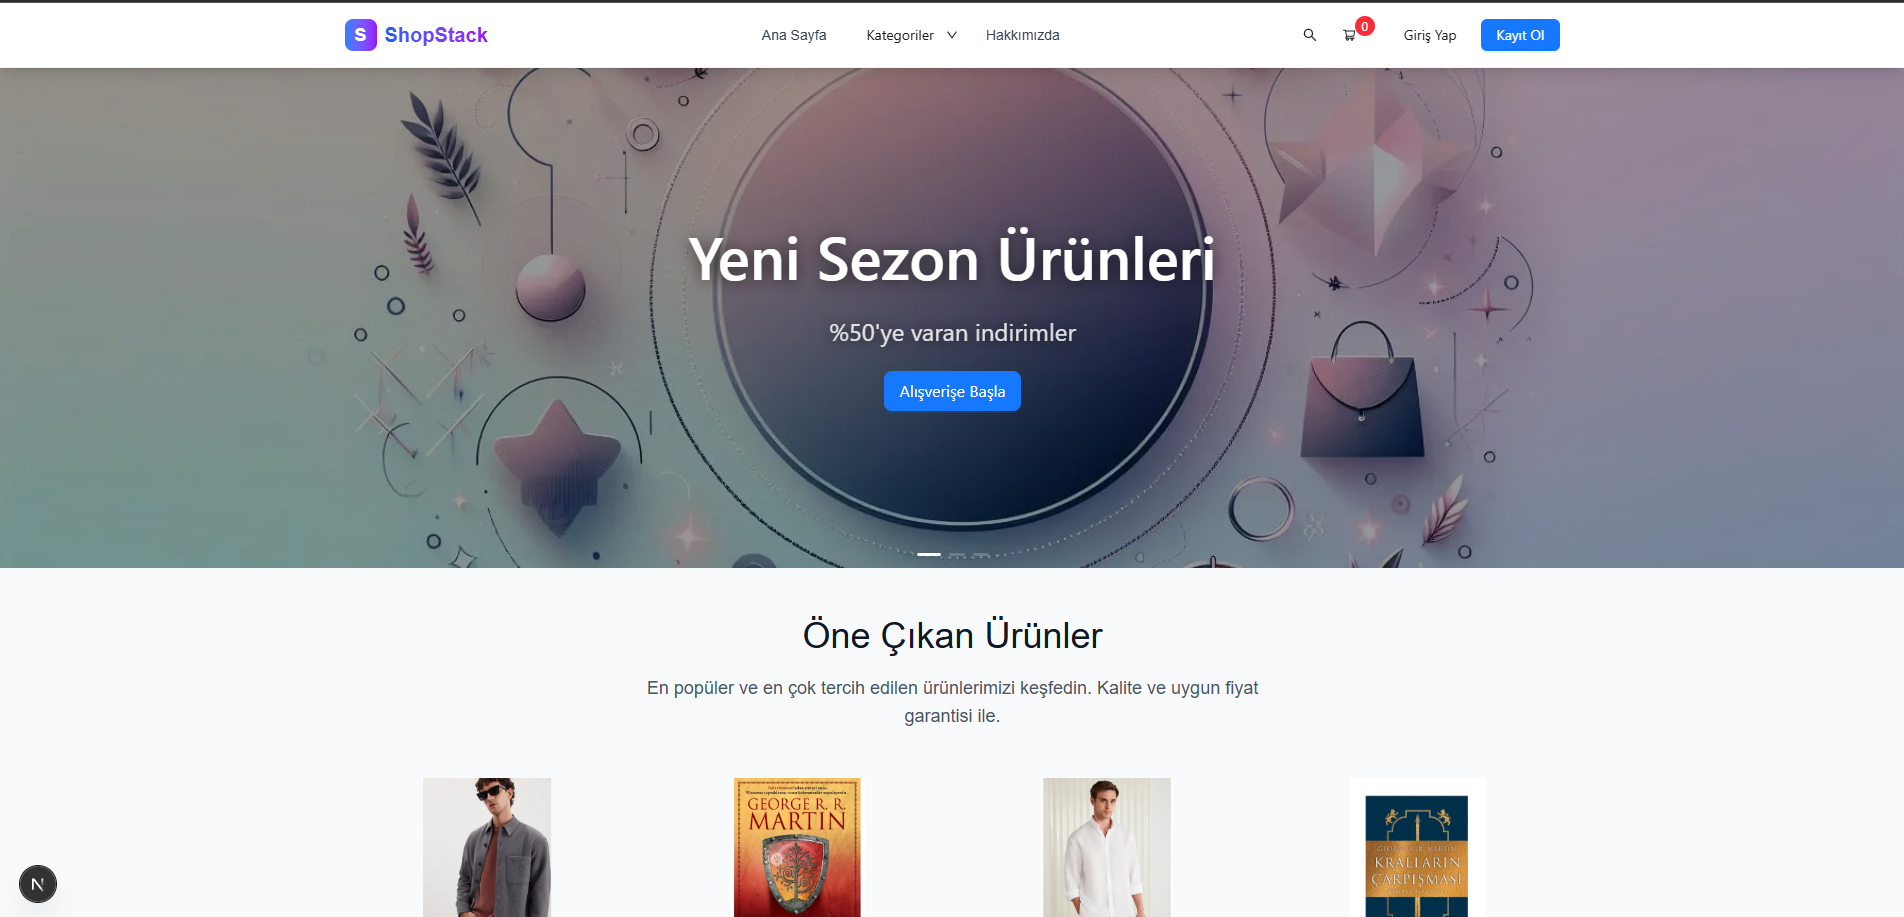 S ShopStack
Ana Sayfa
Kategoriler
Hakkımızda
0
Giriş Yap
Kayıt Ol
Yeni Sezon Ürünleri
%50'ye varan indirimler
Alışverişe Başla
Öne Çıkan Ürünler
En popüler ve en çok tercih edilen ürünlerimizi keşfedin. Kalite ve uygun fiyat
garantisi ile.
GEORGE R. R.
MARTIN
GEORGE R. R. MARTIN
KRALLARIN
ÇARPIŞMASI
N